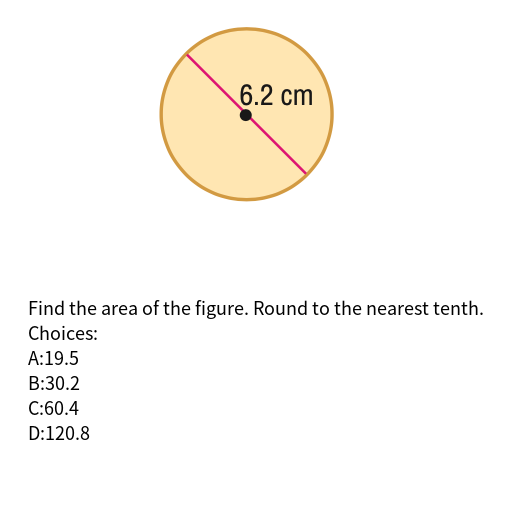 6.2 cm
Find the area of the figure. Round to the nearest tenth.
Choices:
A:19.5
B:30.2
C:60.4
D:120.8